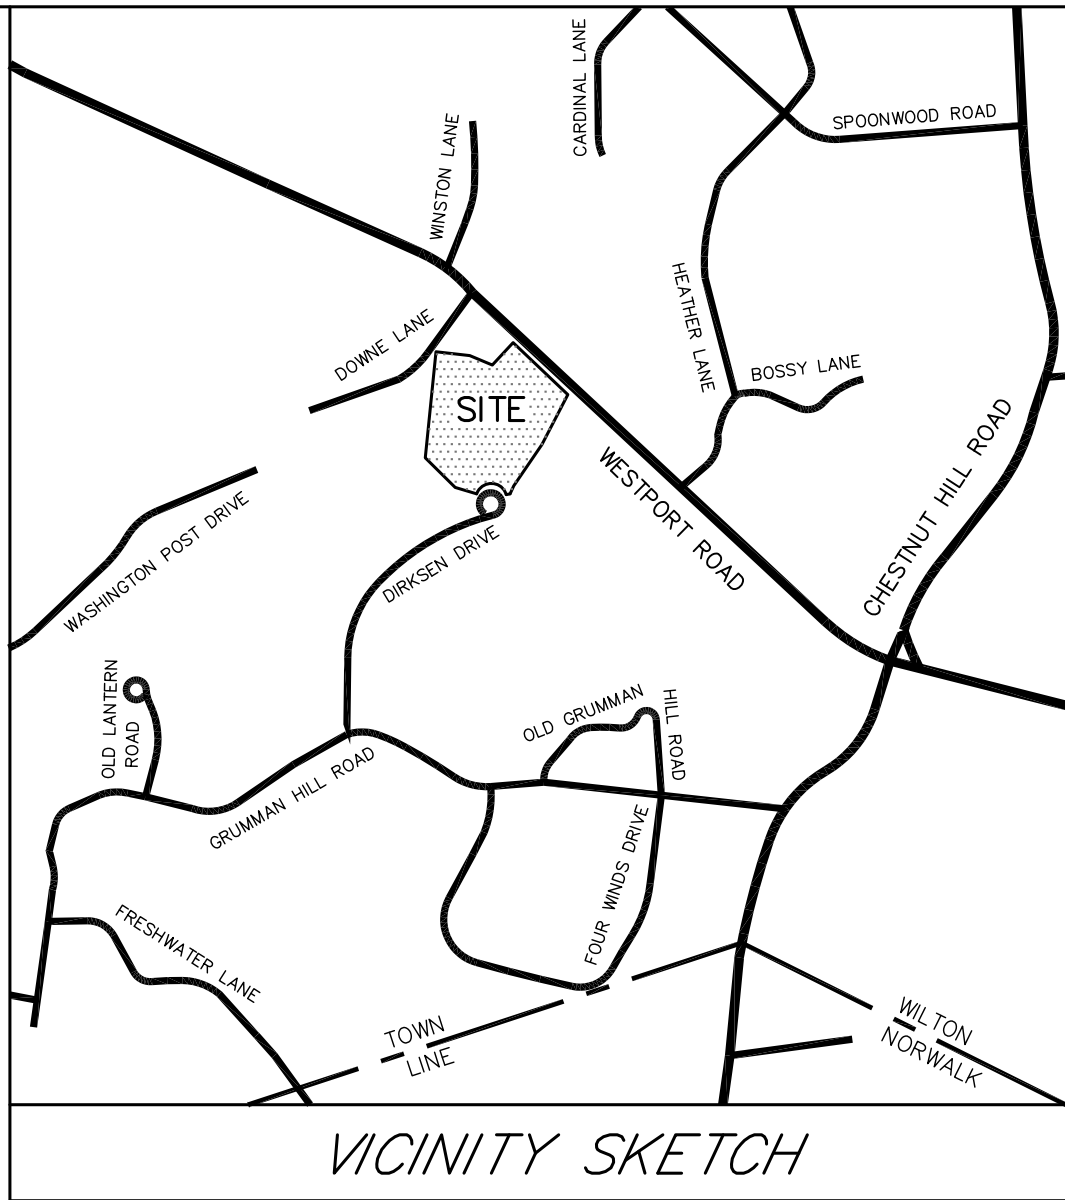 CARDINAL LANE
SPOONWOOD ROAD
WINSTON LANE
HEATHER LANE
DOWNE LANE
BOSSY LANE
SITE
WESTPORT ROAD
CHESTNUT HILL ROAD
WASHINGTON POST DRIVE
DIRKSEN DRIVE
OLD LANTERN
ROAD
OLD GRUMMAN
HILL ROAD
GRUMMAN HILL ROAD
FOUR WINDS DRIVE
FRESHWATER LANE
TOWN
LINE
WILTON
NORWALK
VICINITY SKETCH